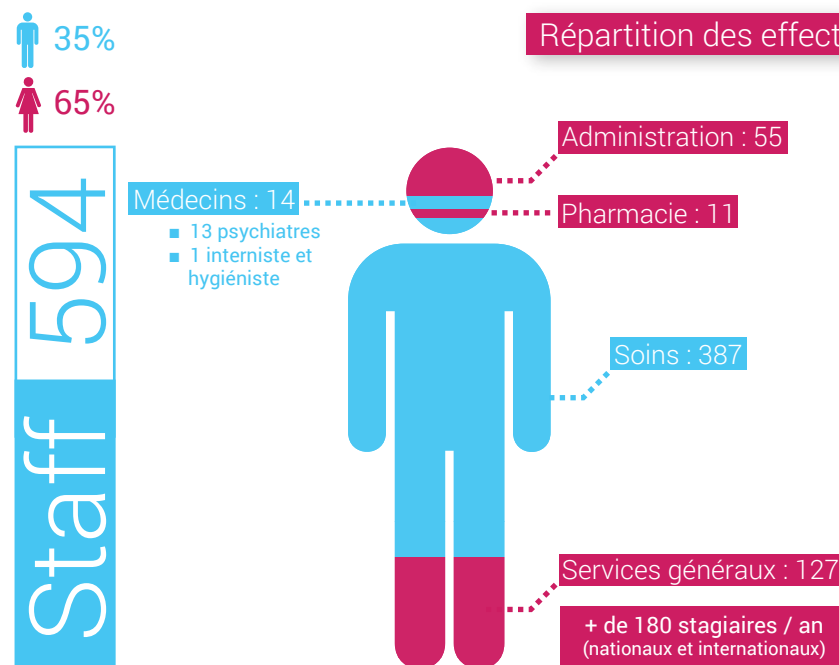 35%
Répartition des effect
65%
Staff 594
Administration : 55
Médecins : 14
■ 13 psychiatres
■ 1 interniste et
hygiéniste
Pharmacie : 11
Soins : 387
Services généraux : 127
+ de 180 stagiaires / an
(nationaux et internationaux)